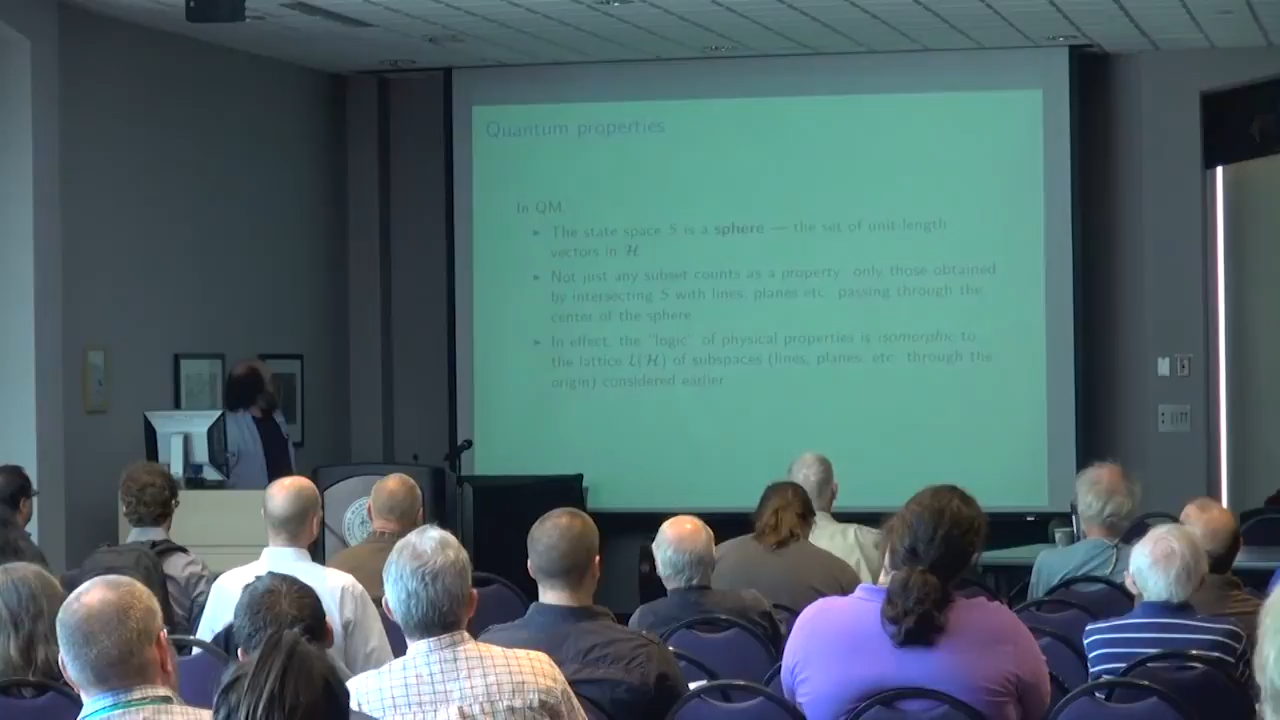 Quantum properties
In QM
► The state space S is a sphere — the set of unit-length
vectors in ℋ
► Not just any subset counts as a property only those obtained
by intersecting S with lines, planes etc. passing through the
center of the sphere
► In effect, the "logic" of physical properties is isomorphic to
the lattice L(ℋ) of subspaces (lines, planes, etc. through the
origin) considered earlier